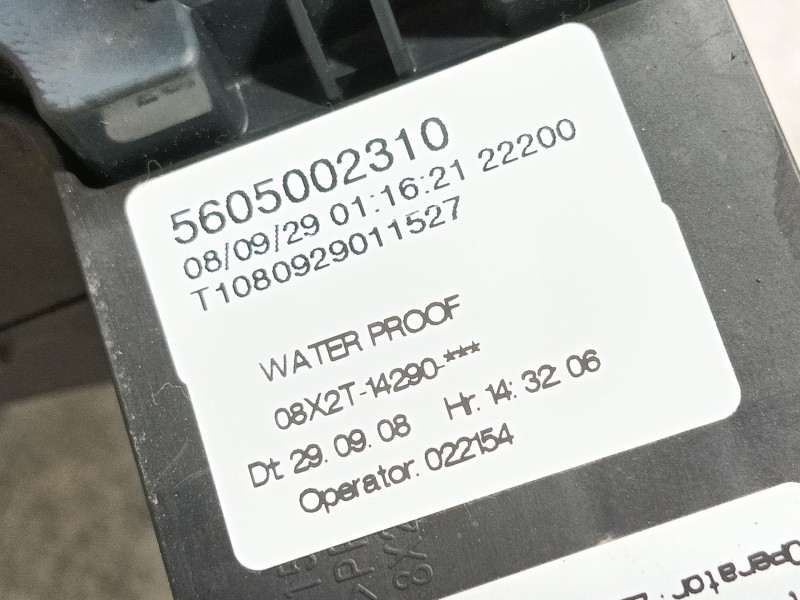 5605002310
08/09/29 01:16:21 22200
T1080929011527
WATER PROOF
08X2T-14290-***
Dt 29. 09. 08 Hr. 14: 32 06
Operator. 022154
Operator: